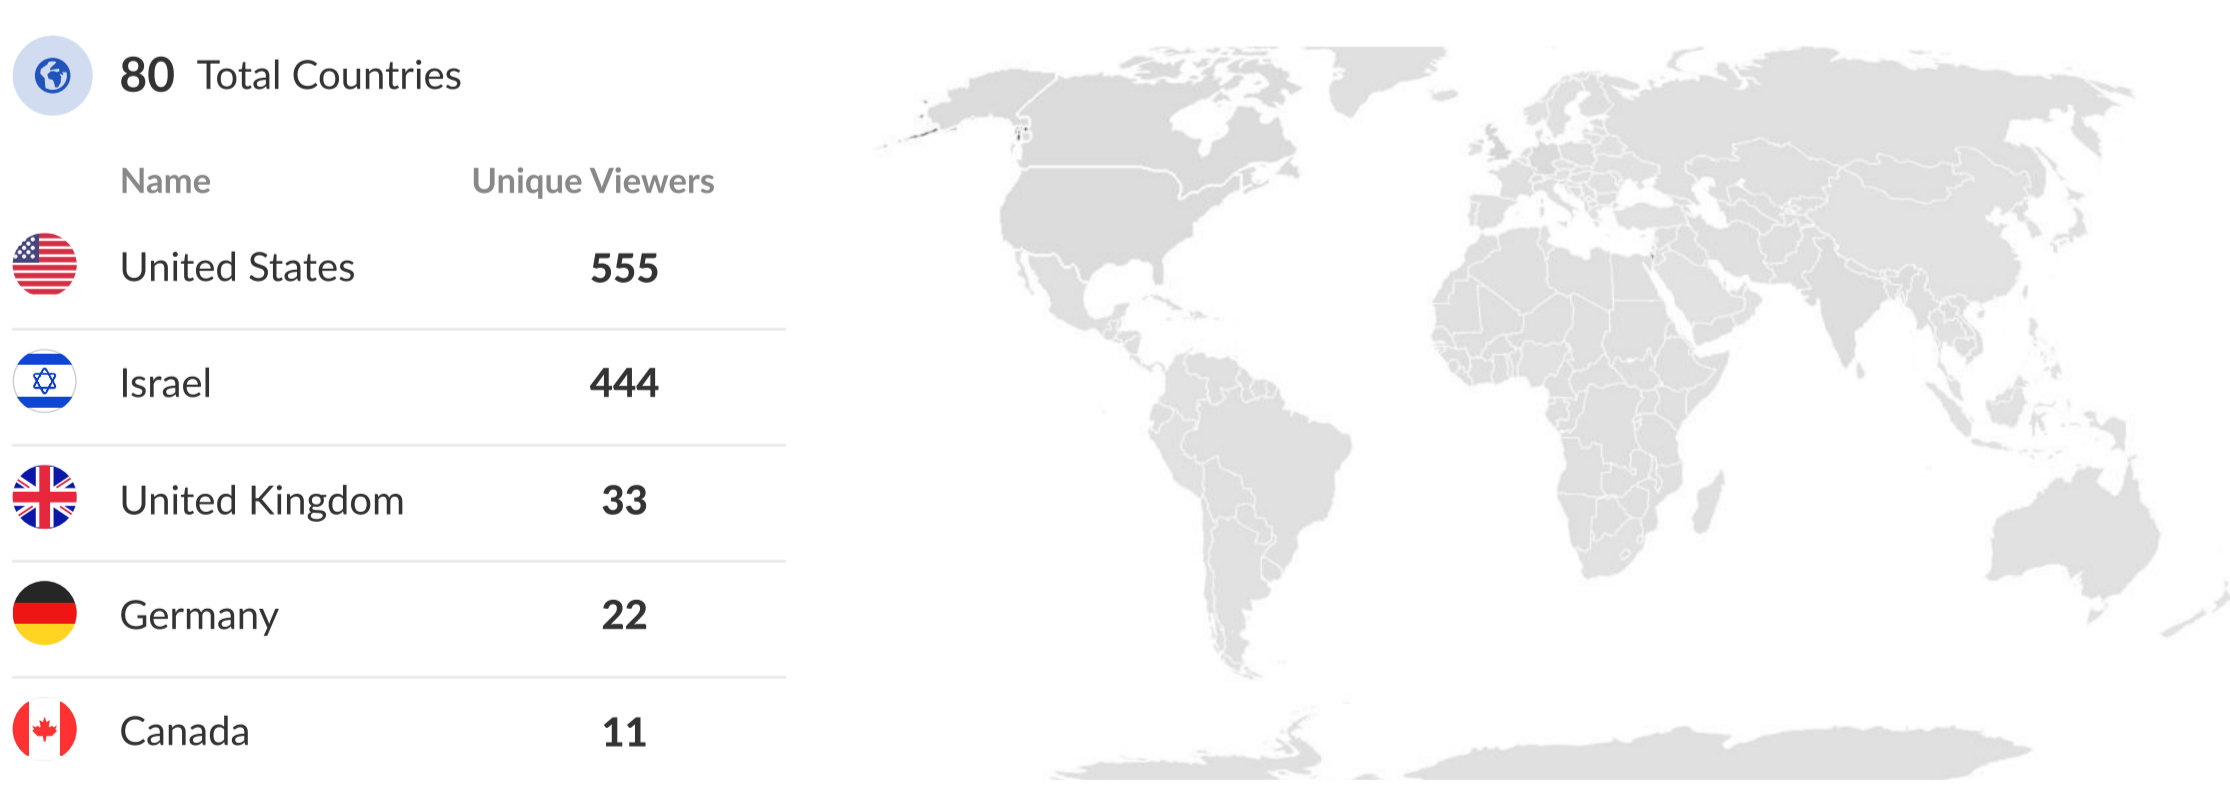 80 Total Countries
Name Unique Viewers
United States 555
Israel 444
United Kingdom 33
Germany 22
Canada 11